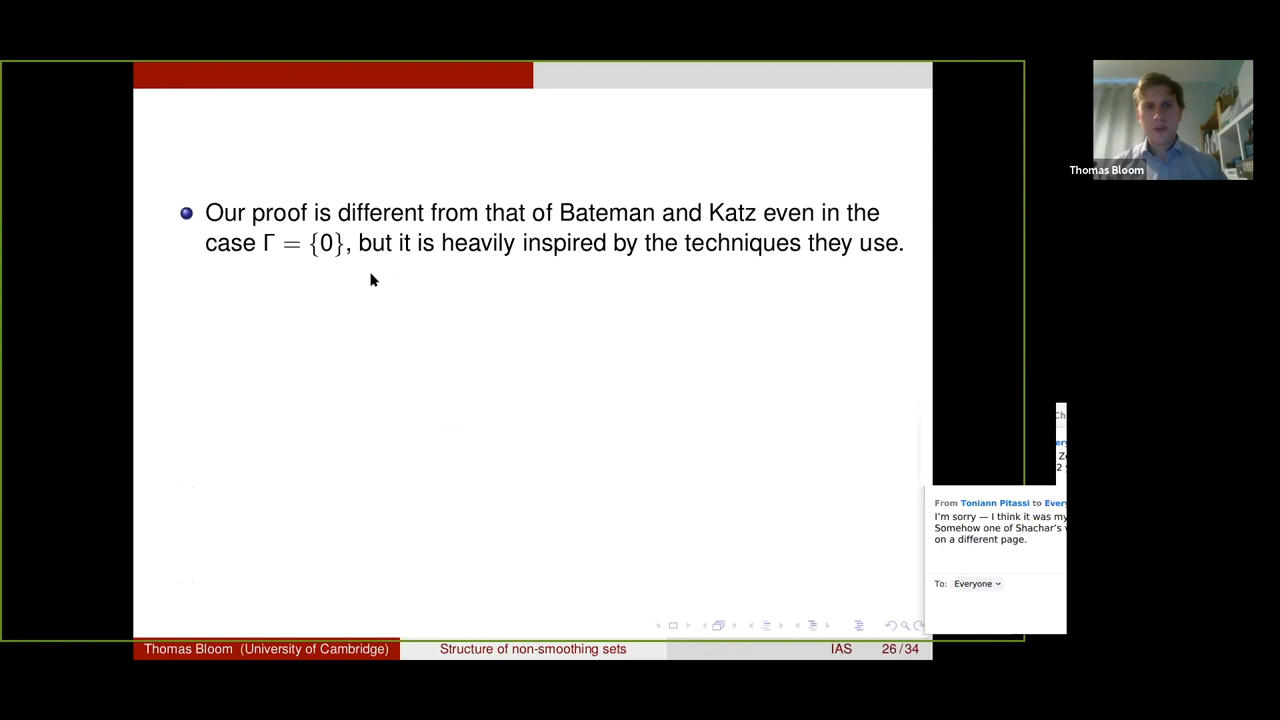 Our proof is different from that of Bateman and Katz even in the
case Γ = {0}, but it is heavily inspired by the techniques they use.
Thomas Bloom
From Toniann Pitassi to
I'm sorry — I think it was my
Somehow one of Shachar's
on a different page.
To: Everyone
Thomas Bloom (University of Cambridge)
Structure of non-smoothing sets
IAS
26/34